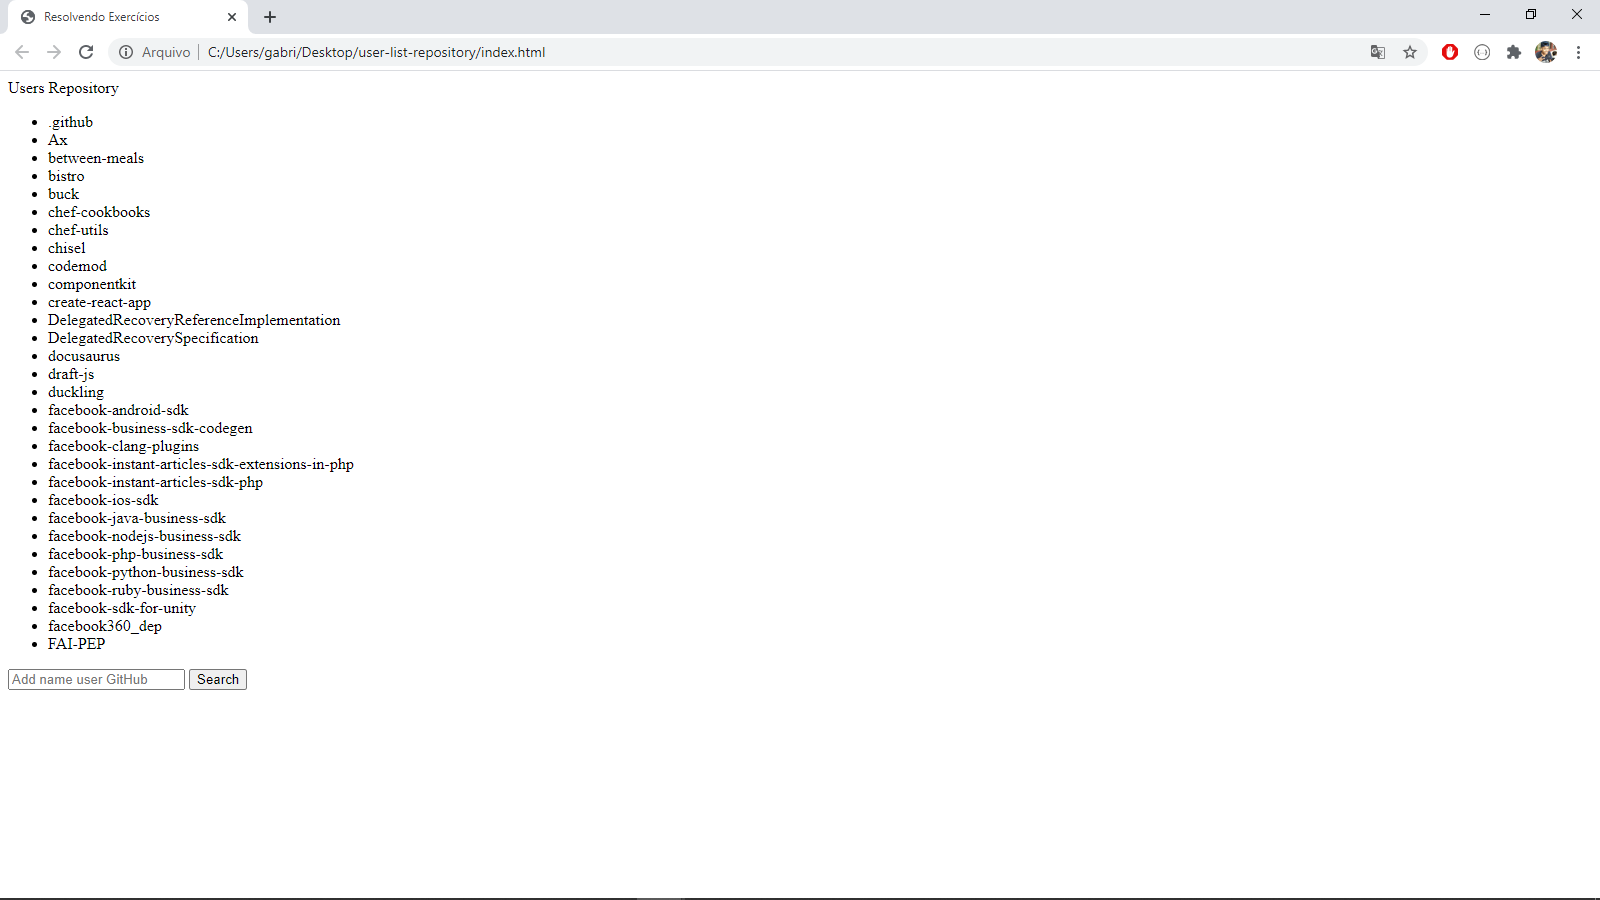 Resolvendo Exercícios
Arquivo C:/Users/gabri/Desktop/user-list-repository/index.html
Users Repository
.github
Ax
between-meals
bistro
buck
chef-cookbooks
chef-utils
chisel
codemod
componentkit
create-react-app
DelegatedRecoveryReferenceImplementation
DelegatedRecoverySpecification
docusaurus
draft-js
duckling
facebook-android-sdk
facebook-business-sdk-codegen
facebook-clang-plugins
facebook-instant-articles-sdk-extensions-in-php
facebook-instant-articles-sdk-php
facebook-ios-sdk
facebook-java-business-sdk
facebook-nodejs-business-sdk
facebook-php-business-sdk
facebook-python-business-sdk
facebook-ruby-business-sdk
facebook-sdk-for-unity
facebook360_dep
FAI-PEP
Add name user GitHub Search